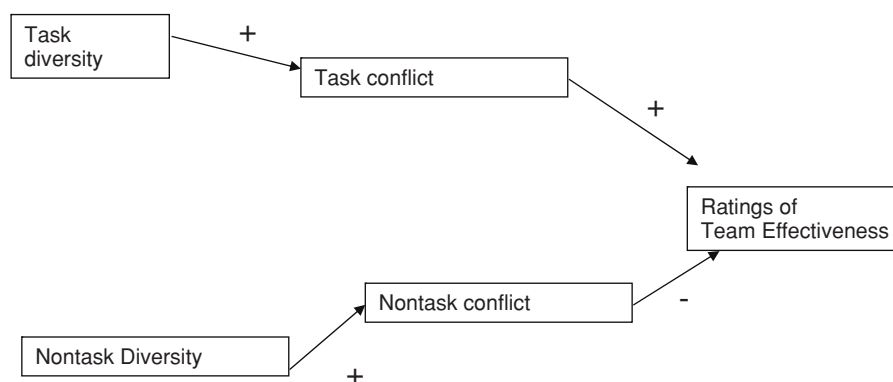 Task
diversity
+
Task conflict
+
Ratings of
Team Effectiveness
Nontask conflict
-
Nontask Diversity
+